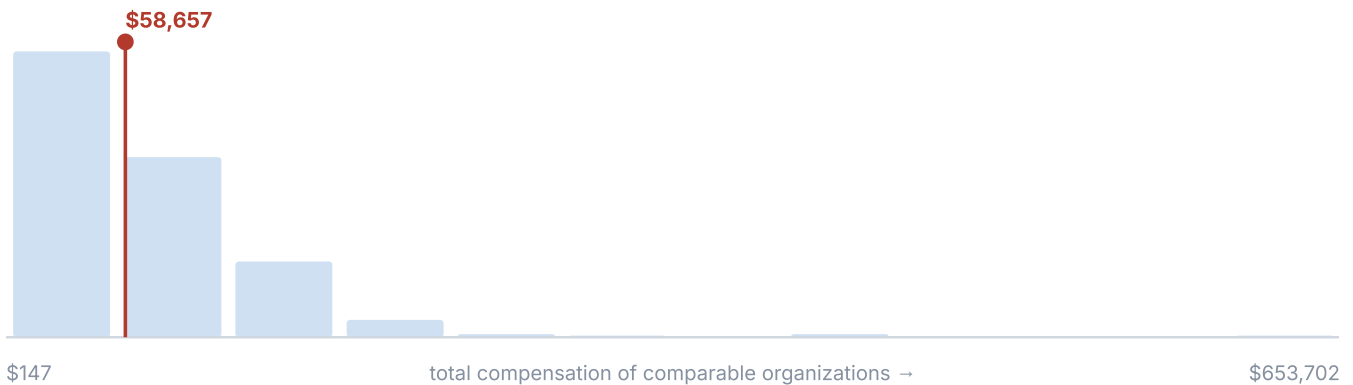 $58,657
$147 total compensation of comparable organizations → $653,702